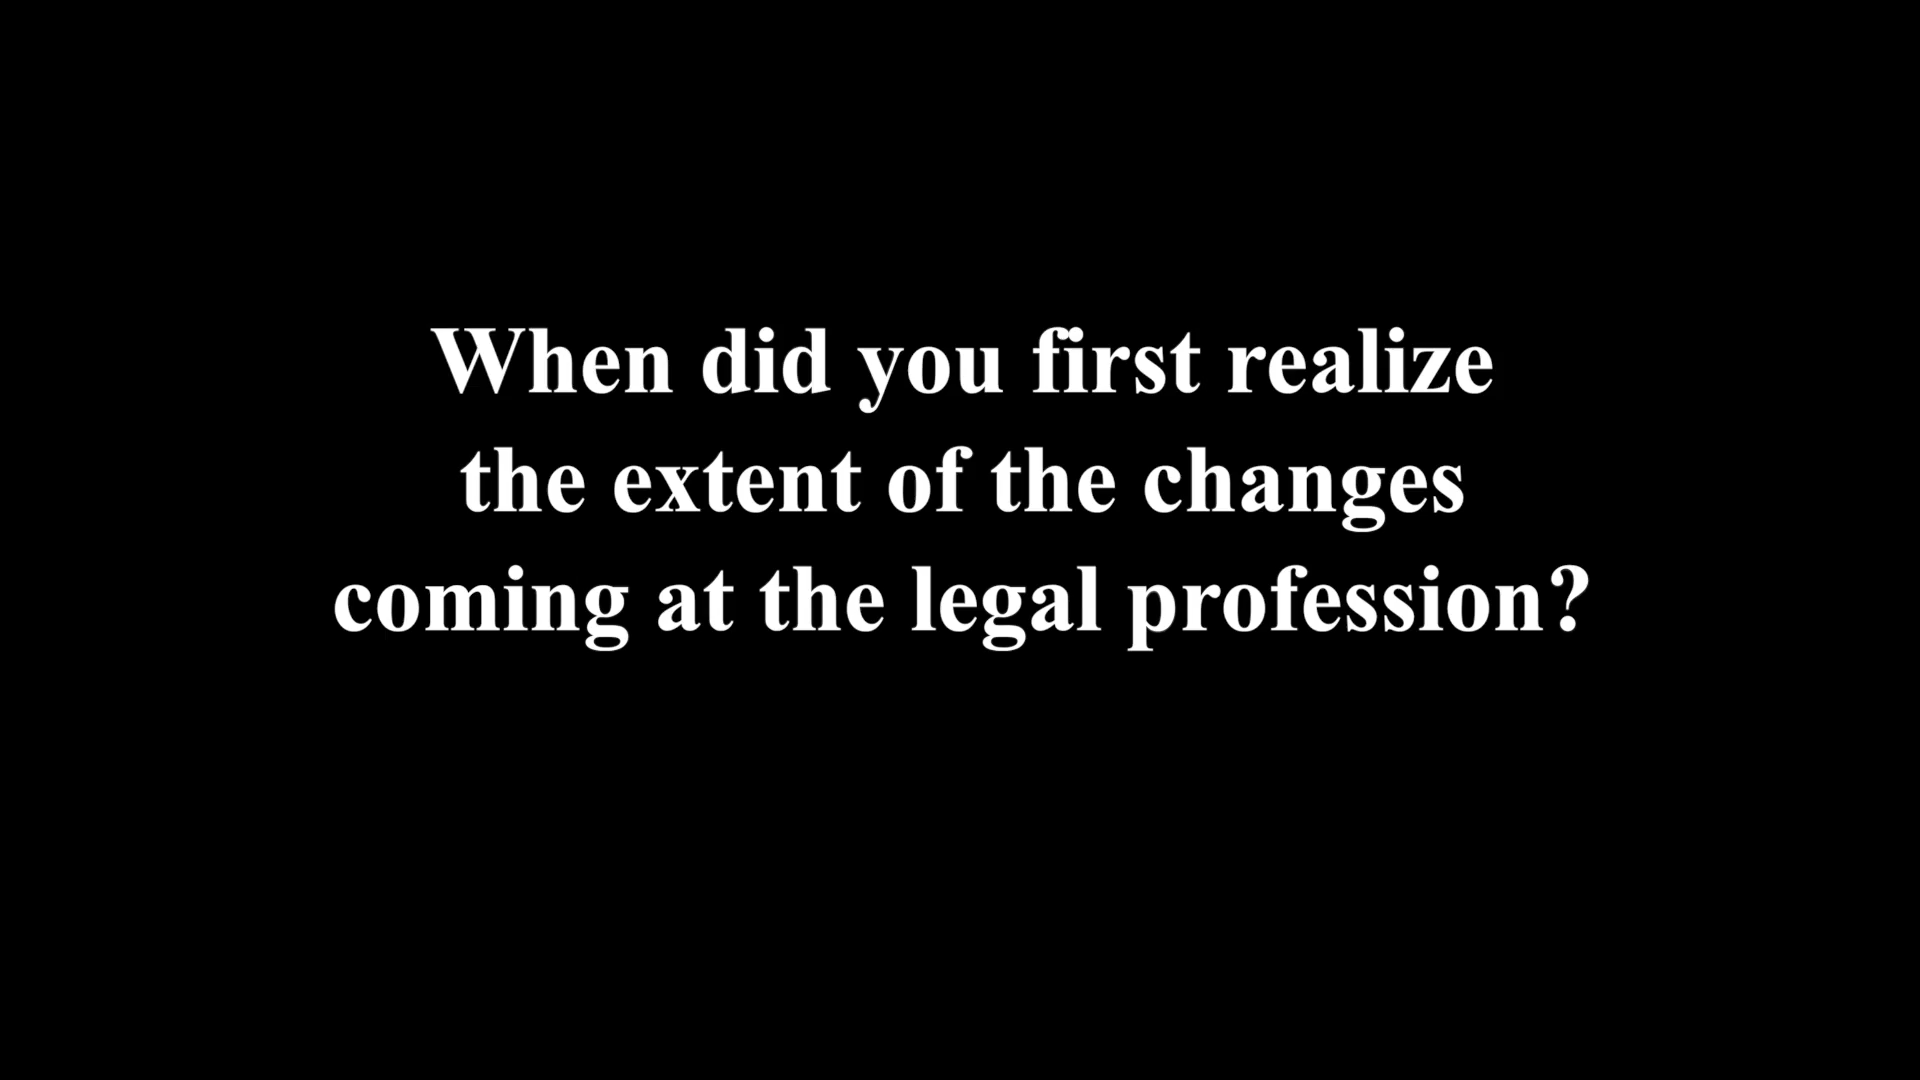 When did you first realize
the extent of the changes
coming at the legal profession?